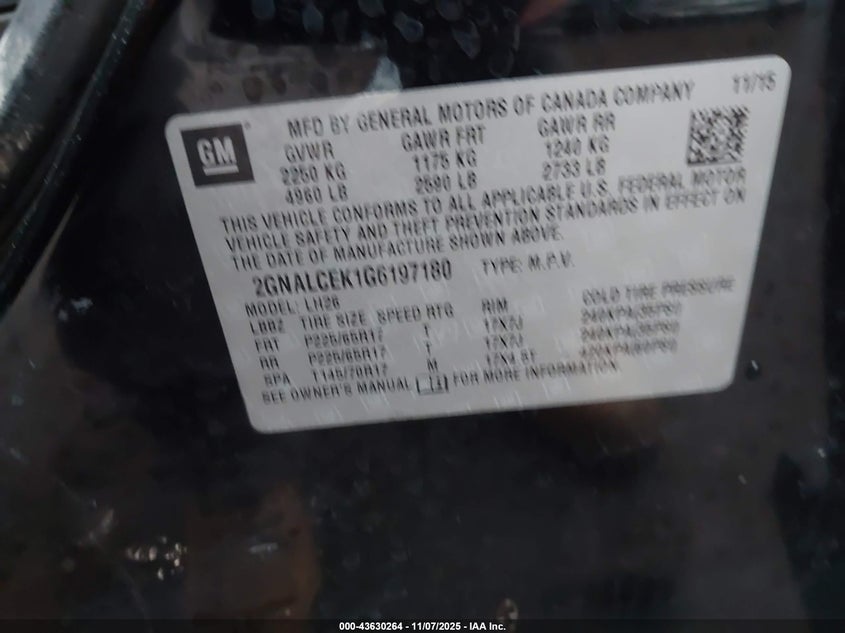 GM
MFD BY GENERAL MOTORS OF CANADA COMPANY 11/15
GVWR GAWR FRT GAWR RR
2250 KG 1175 KG 1240 KG
4960 LB 2590 LB 2733 LB
THIS VEHICLE CONFORMS TO ALL APPLICABLE U.S. FEDERAL MOTOR
VEHICLE SAFETY AND THEFT PREVENTION STANDARDS IN EFFECT ON
THE DATE OF MANUFACTURE SHOWN ABOVE.
2GNALCEK1G6197180 TYPE: M.P.V.
MODEL: LH26
TIRE SIZE SPEED RTG RIM COLD TIRE PRESSURE
FRT P225/65R17 T 17X7J 240KPA(35PSI)
RR P225/65R17 T 17X7J 240KPA(35PSI)
SPA T145/70R17 M 17X4 BT 420KPA(60PSI)
SEE OWNER'S MANUAL FOR MORE INFORMATION.
000-43630264 - 11/07/2025 - IAA Inc.